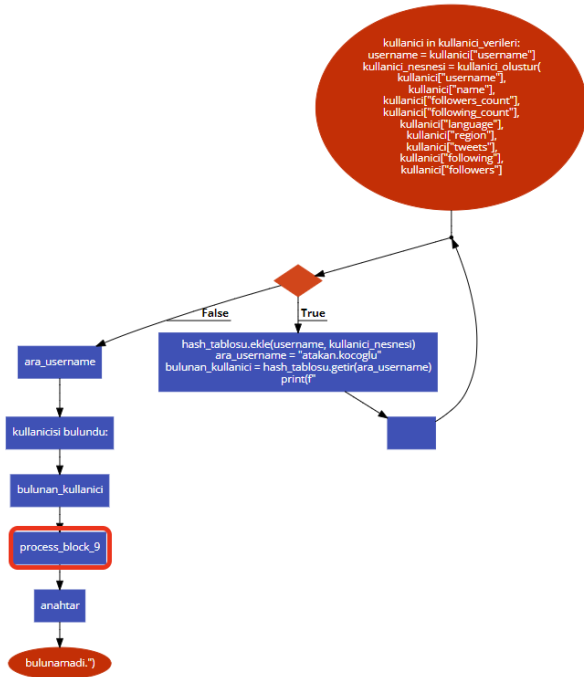 kullanici in kullanici_verileri:
username = kullanici["username"]
kullanici_nesnesi = kullanici_olustur(
kullanici["username"],
kullanici["name"],
kullanici["followers_count"],
kullanici["following_count"],
kullanici["language"],
kullanici["region"],
kullanici["tweets"],
kullanici["following"],
kullanici["followers"]
False
True
hash_tablosu.ekle(username, kullanici_nesnesi)
ara_username = "atakan.kocoglu"
bulunan_kullanici = hash_tablosu.getir(ara_username)
print(f"
ara_username
kullanicisi bulundu:
bulunan_kullanici
process_block_9
anahtar
bulunamadi.")